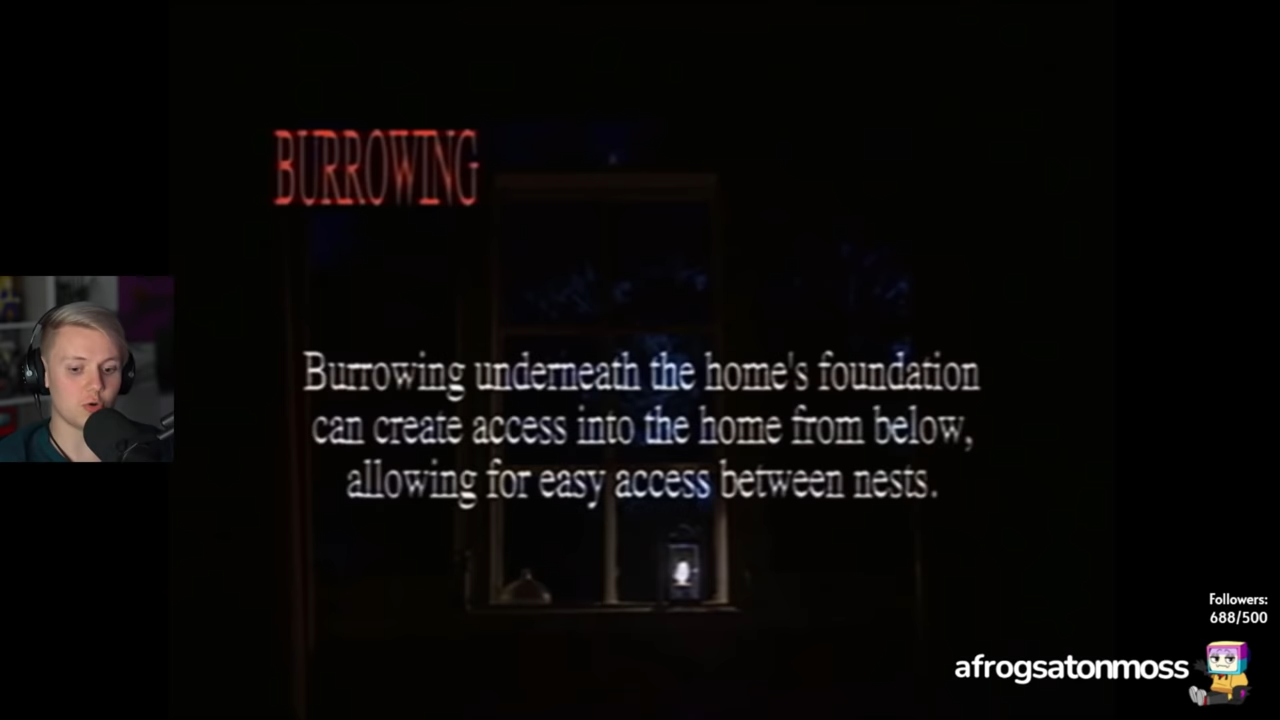 BURROWING
Burrowing underneath the home's foundation
can create access into the home from below,
allowing for easy access between nests.
Followers:
688/500
afrogsatonmoss